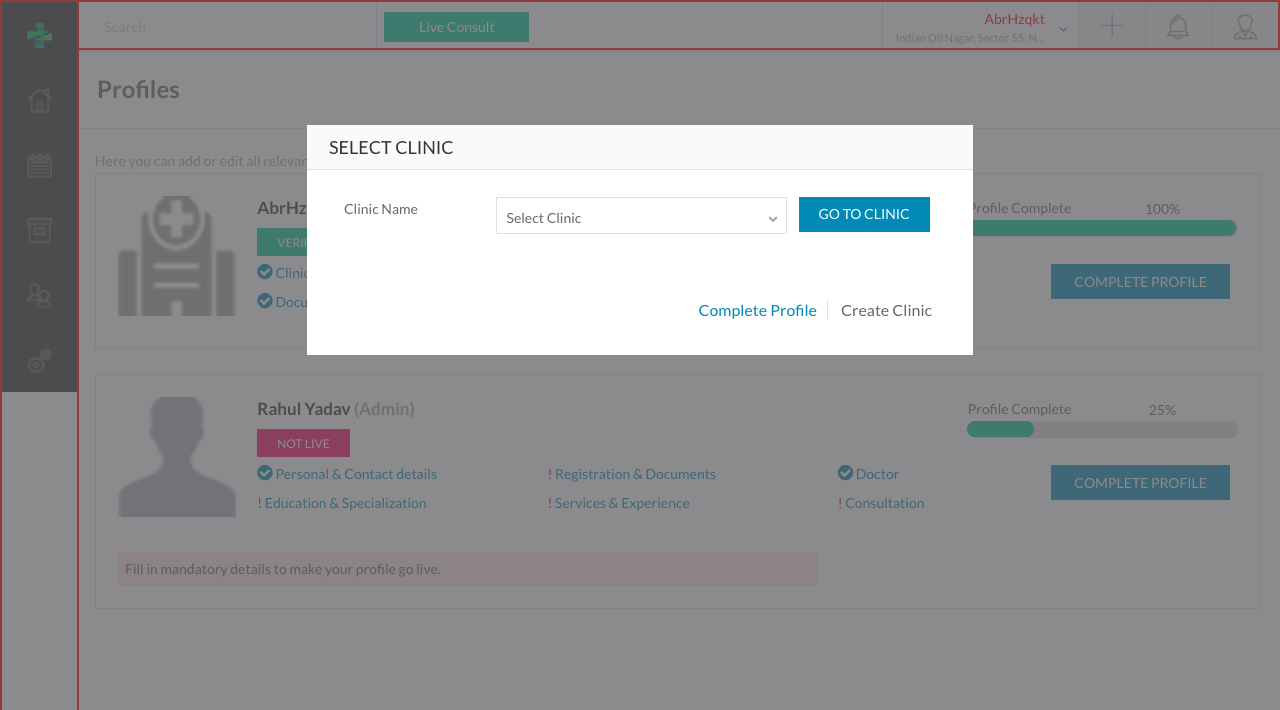 Search
Live Consult
AbrHzqkt
Indian Oil Nagar, Sector 55, N...
Profiles
Here you can add or edit all relevan
SELECT CLINIC
Clinic Name
Select Clinic
GO TO CLINIC
Complete Profile
Create Clinic
AbrHz
VERIF
Clinic
Docu
Profile Complete
100%
COMPLETE PROFILE
Rahul Yadav (Admin)
NOT LIVE
Profile Complete
25%
Personal & Contact details
! Registration & Documents
Doctor
! Education & Specialization
! Services & Experience
! Consultation
COMPLETE PROFILE
Fill in mandatory details to make your profile go live.